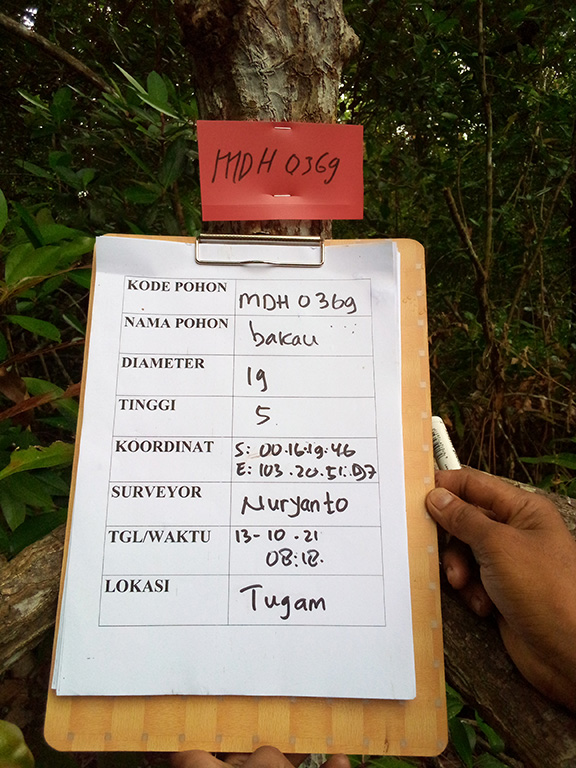 MDH 0369
KODE POHON MDH 0369
NAMA POHON bakau
DIAMETER 19
TINGGI 5
KOORDINAT S: 00.16.19.46
E: 103.20.51.07
SURVEYOR Nuryanto
TGL/WAKTU 13-10.21
08:18.
LOKASI Tugam